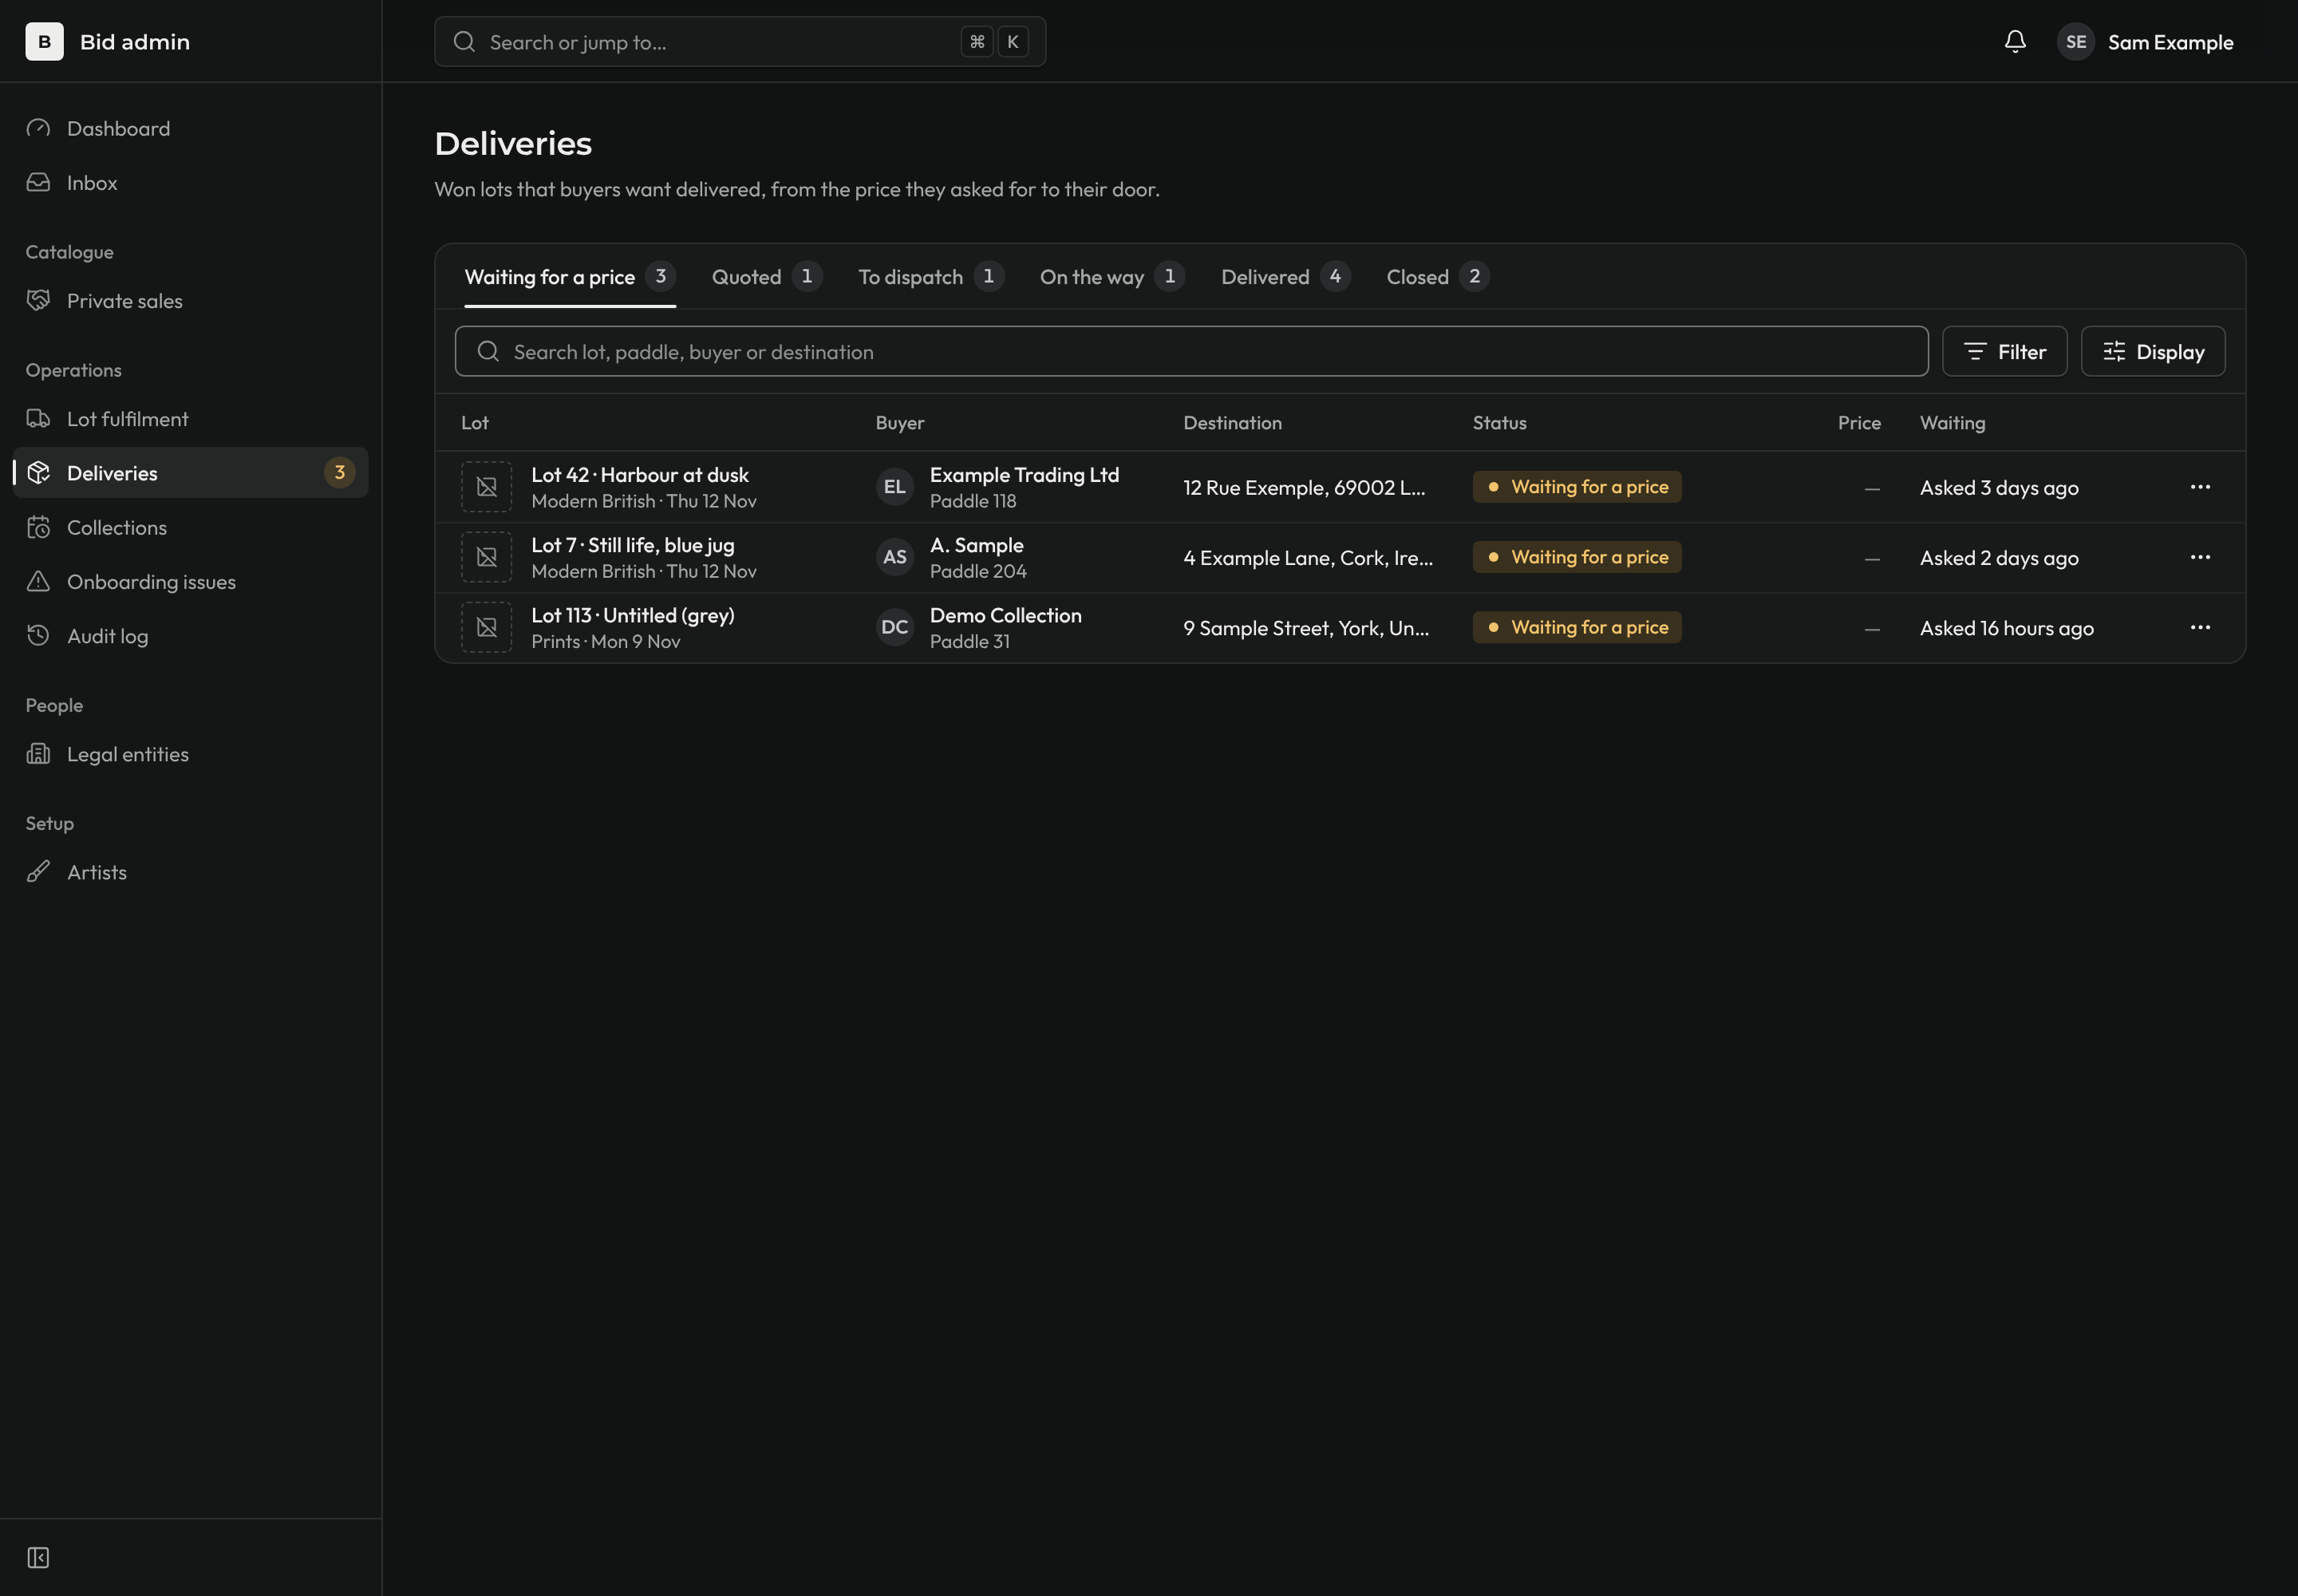 B Bid admin
Search or jump to... ⌘ K
SE Sam Example
Dashboard
Inbox
Catalogue
Private sales
Operations
Lot fulfilment
Deliveries 3
Collections
Onboarding issues
Audit log
People
Legal entities
Setup
Artists
Deliveries
Won lots that buyers want delivered, from the price they asked for to their door.
Waiting for a price 3 Quoted 1 To dispatch 1 On the way 1 Delivered 4 Closed 2
Search lot, paddle, buyer or destination Filter Display
Lot Buyer Destination Status Price Waiting
Lot 42 · Harbour at dusk
Modern British · Thu 12 Nov
EL Example Trading Ltd
Paddle 118
12 Rue Exemple, 69002 L... Waiting for a price — Asked 3 days ago
Lot 7 · Still life, blue jug
Modern British · Thu 12 Nov
AS A. Sample
Paddle 204
4 Example Lane, Cork, Ire... Waiting for a price — Asked 2 days ago
Lot 113 · Untitled (grey)
Prints · Mon 9 Nov
DC Demo Collection
Paddle 31
9 Sample Street, York, Un... Waiting for a price — Asked 16 hours ago